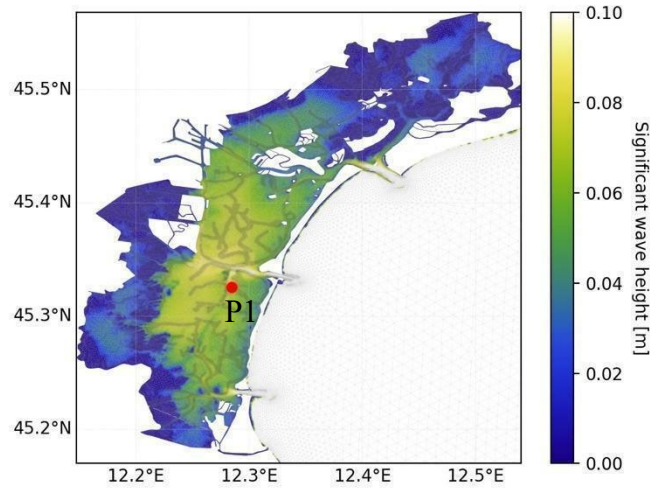 45.5°N
45.4°N
45.3°N
45.2°N
12.2°E
12.3°E
12.4°E
12.5°E
P1
0.10
0.08
0.06
0.04
0.02
0.00
Significant wave height [m]